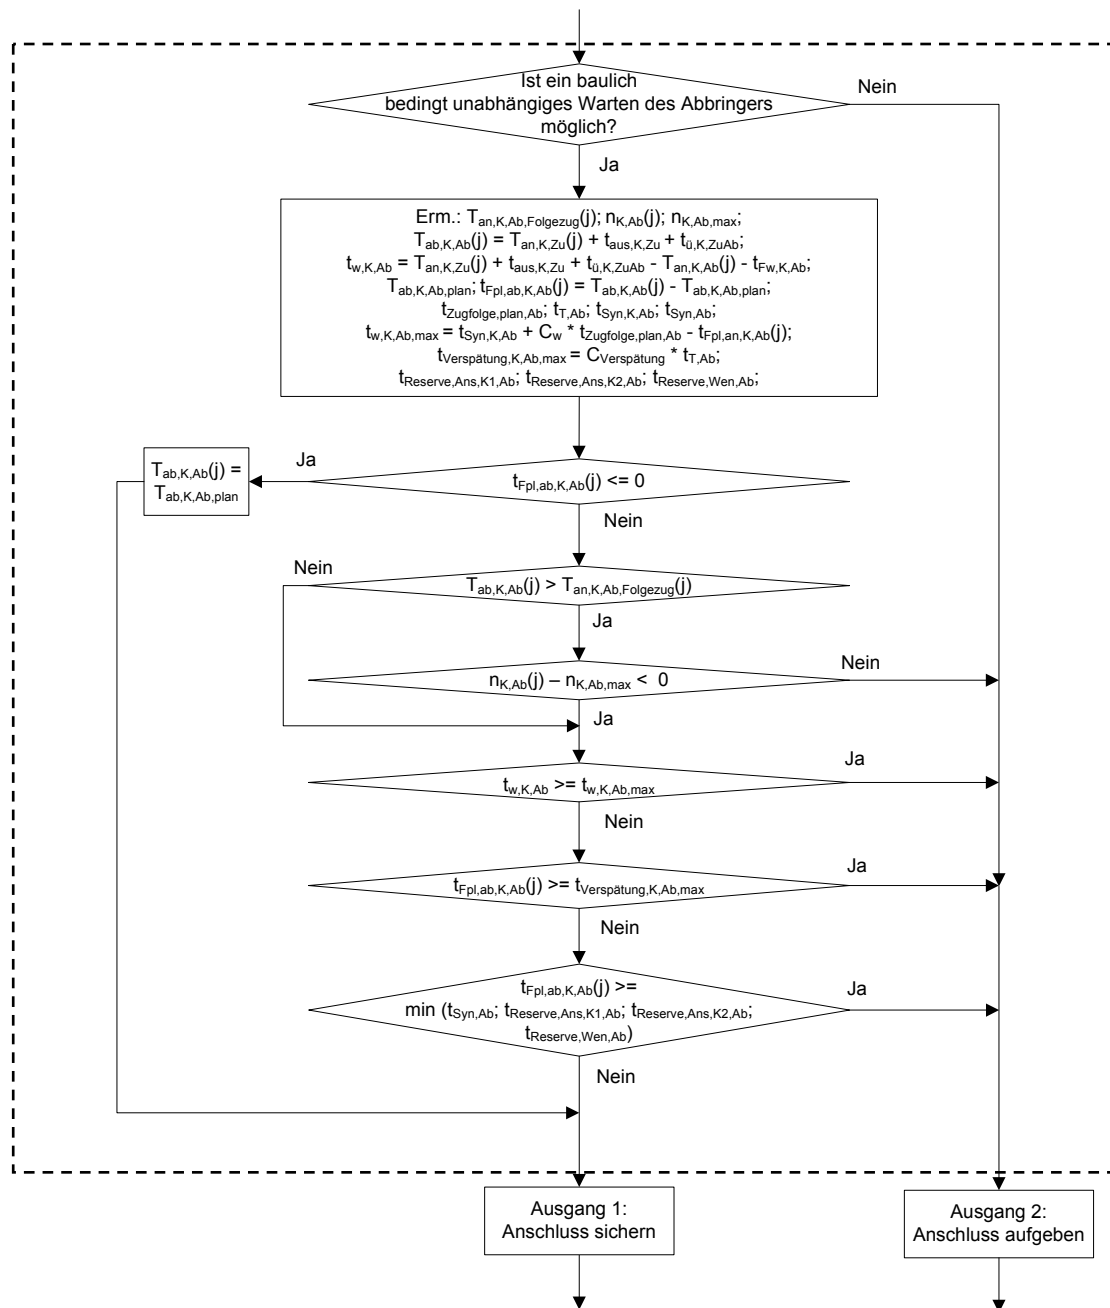 Ist ein baulich
bedingt unabhängiges Warten des Abbringers
möglich?
Nein
Ja
Erm.: T_an,K,Ab,Folgezug(j); n_K,Ab(j); n_K,Ab,max;
T_ab,K,Ab(j) = T_an,K,Zu(j) + t_aus,K,Zu + t_ü,K,ZuAb;
t_w,K,Ab = T_an,K,Zu(j) + t_aus,K,Zu + t_ü,K,ZuAb - T_an,K,Ab(j) - t_Fw,K,Ab;
T_ab,K,Ab,plan; t_Fpl,ab,K,Ab(j) = T_ab,K,Ab(j) - T_ab,K,Ab,plan;
t_Zugfolge,plan,Ab; t_T,Ab; t_Syn,K,Ab; t_Syn,Ab;
t_w,K,Ab,max = t_Syn,K,Ab + C_w * t_Zugfolge,plan,Ab - t_Fpl,an,K,Ab(j);
t_Verspätung,K,Ab,max = C_Verspätung * t_T,Ab;
t_Reserve,Ans,K1,Ab; t_Reserve,Ans,K2,Ab; t_Reserve,Wen,Ab;
T_ab,K,Ab(j) =
T_ab,K,Ab,plan
Ja
t_Fpl,ab,K,Ab(j) <= 0
Nein
Nein
T_ab,K,Ab(j) > T_an,K,Ab,Folgezug(j)
Ja
n_K,Ab(j) – n_K,Ab,max < 0
Nein
Ja
t_w,K,Ab >= t_w,K,Ab,max
Ja
Nein
t_Fpl,ab,K,Ab(j) >= t_Verspätung,K,Ab,max
Ja
Nein
t_Fpl,ab,K,Ab(j) >=
min (t_Syn,Ab; t_Reserve,Ans,K1,Ab; t_Reserve,Ans,K2,Ab;
t_Reserve,Wen,Ab)
Ja
Nein
Ausgang 1:
Anschluss sichern
Ausgang 2:
Anschluss aufgeben